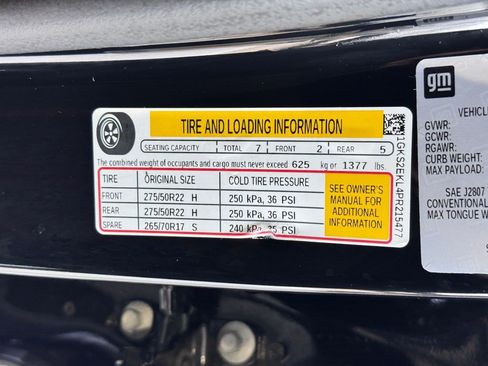 TIRE AND LOADING INFORMATION
SEATING CAPACITY TOTAL 7 FRONT 2 REAR 5
The combined weight of occupants and cargo must never exceed 625 kg or 1377 lbs.
TIRE ORIGINAL SIZE COLD TIRE PRESSURE
FRONT 275/50R22 H 250 kPa, 36 PSI
REAR 275/50R22 H 250 kPa, 36 PSI
SPARE 265/70R17 S 240 kPa, 35 PSI
SEE OWNER'S
MANUAL FOR
ADDITIONAL
INFORMATION
1GKS2EKL4PR215477
gm
VEHICL
GVWR:
GCWR:
RGAWR:
CURB WEIGHT:
MAX PAYLOAD:
SAE J2807
CONVENTIONAL
MAX TONGUE W